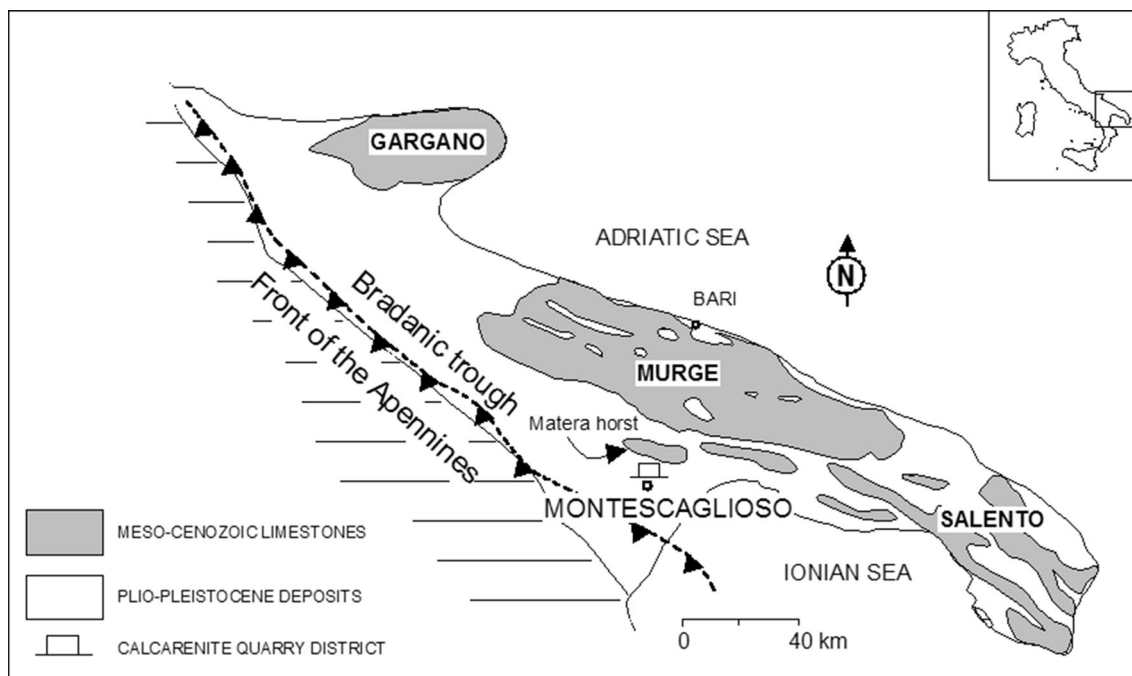 GARGANO
ADRIATIC SEA
N
Bradanic trough
Front of the Apennines
BARI
MURGE
Matera horst
MONTESCAGLIOSO
SALENTO
IONIAN SEA
MESO-CENOZOIC LIMESTONES
PLIO-PLEISTOCENE DEPOSITS
CALCARENITE QUARRY DISTRICT
0 40 km